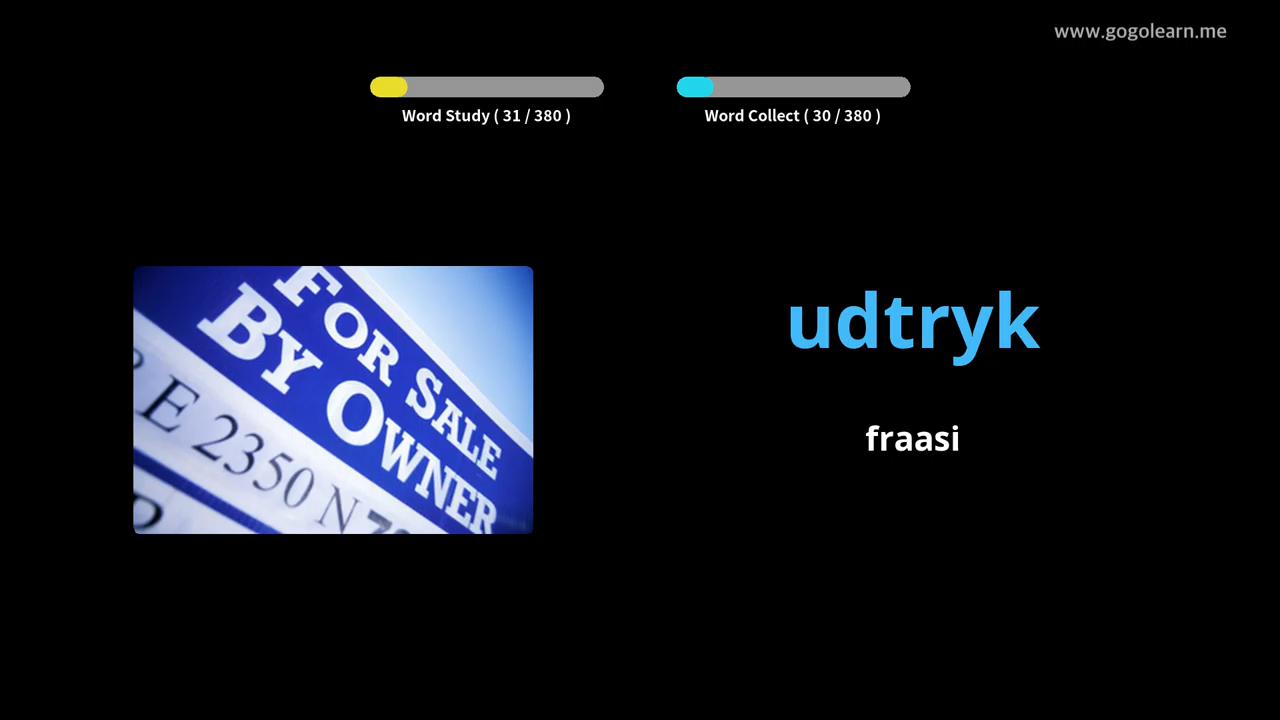 www.gogolearn.me
Word Study ( 31 / 380 )
Word Collect ( 30 / 380 )
FOR SALE
BY OWNER
E 2350 N
udtryk
fraasi